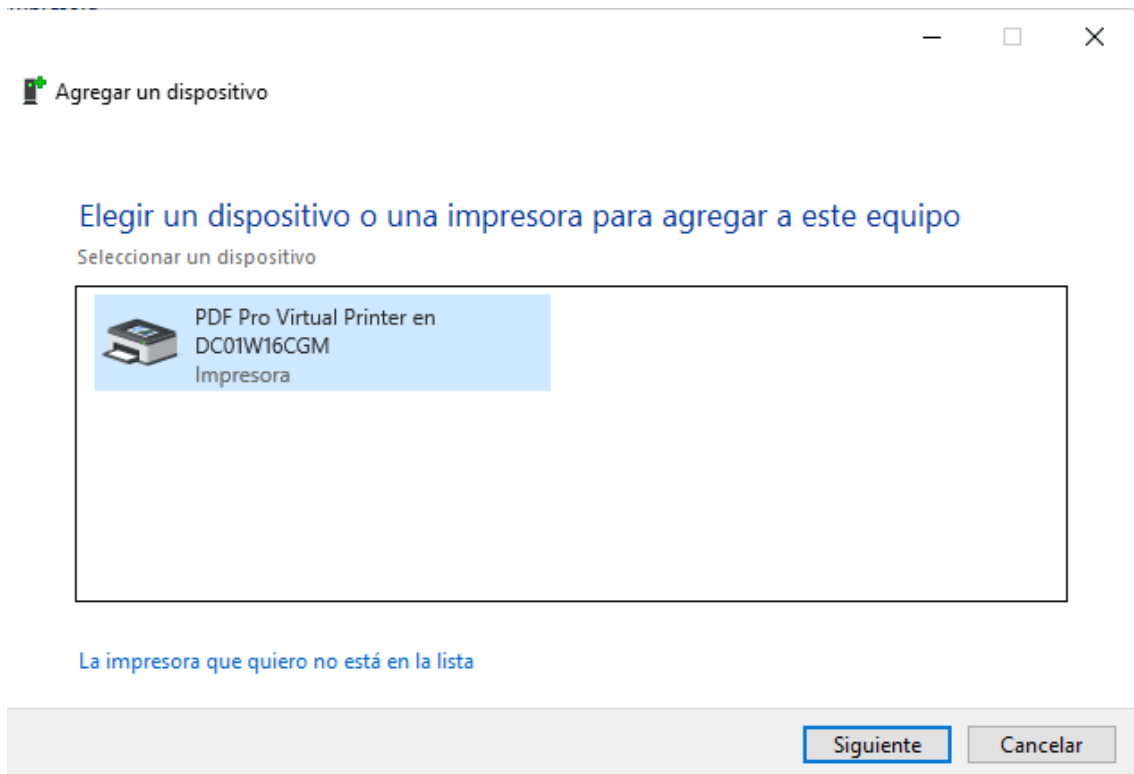 Agregar un dispositivo
Elegir un dispositivo o una impresora para agregar a este equipo
Seleccionar un dispositivo
PDF Pro Virtual Printer en
DC01W16CGM
Impresora
La impresora que quiero no está en la lista
Siguiente Cancelar